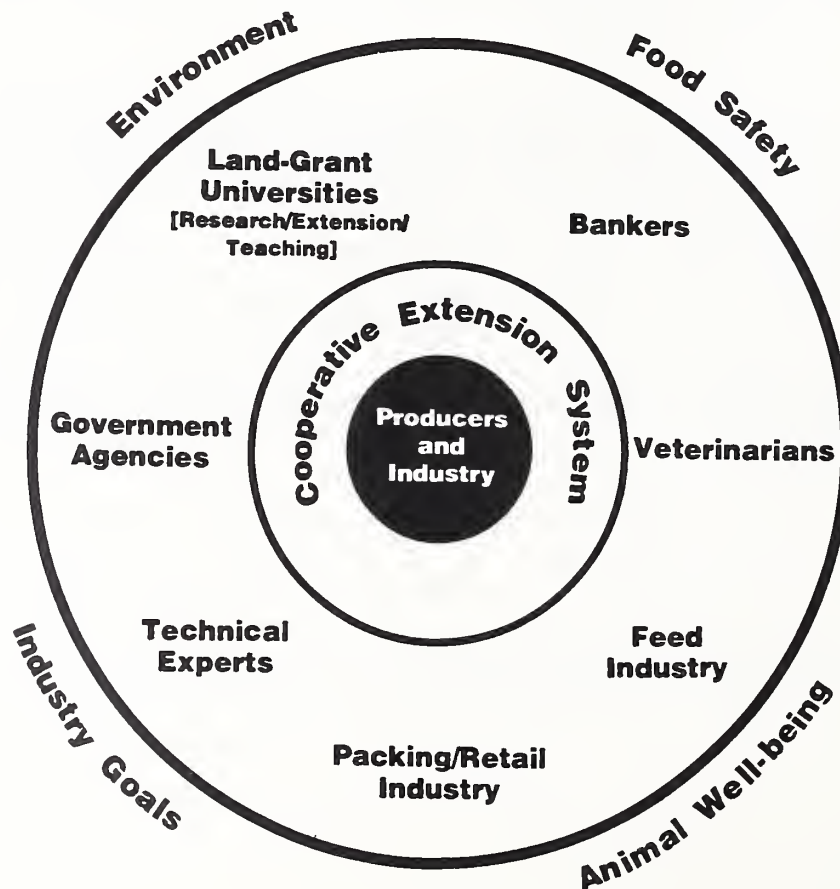 Environment
Food Safety
Land-Grant
Universities
[Research/Extension/
Teaching]
Bankers
Cooperative Extension System
Producers
and
Industry
Government
Agencies
Veterinarians
Technical
Experts
Feed
Industry
Packing/Retail
Industry
Industry Goals
Animal Well-being